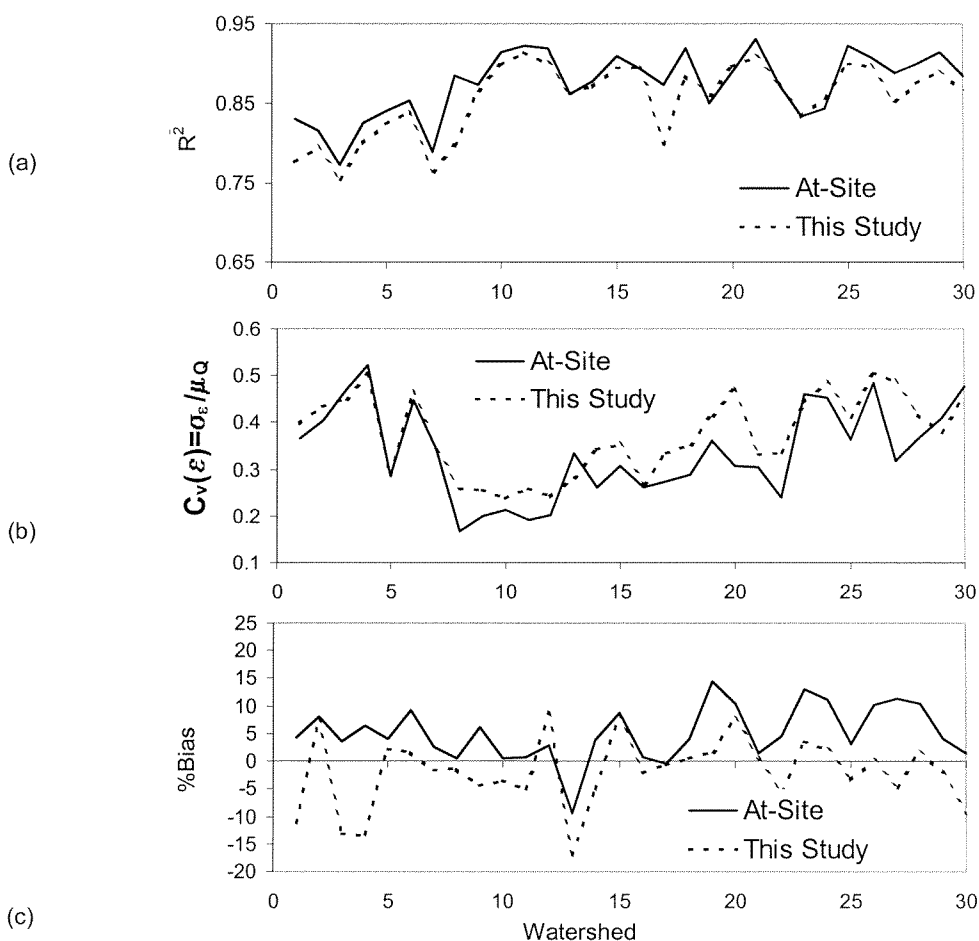 (a)
R̄²
0.95
0.85
0.75
0.65
At-Site
This Study
0 5 10 15 20 25 30
(b)
Cv(ε)=σε/μQ
0.6
0.5
0.4
0.3
0.2
0.1
At-Site
This Study
0 5 10 15 20 25 30
(c)
%Bias
25
20
15
10
5
0
-5
-10
-15
-20
At-Site
This Study
0 5 10 15 20 25 30
Watershed